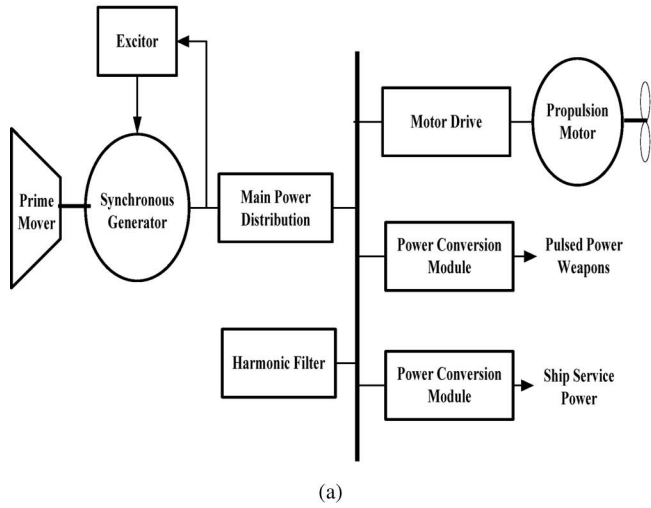 Excitor
Prime
Mover
Synchronous
Generator
Main Power
Distribution
Harmonic Filter
Motor Drive
Propulsion
Motor
Power Conversion
Module
Pulsed Power
Weapons
Power Conversion
Module
Ship Service
Power
(a)